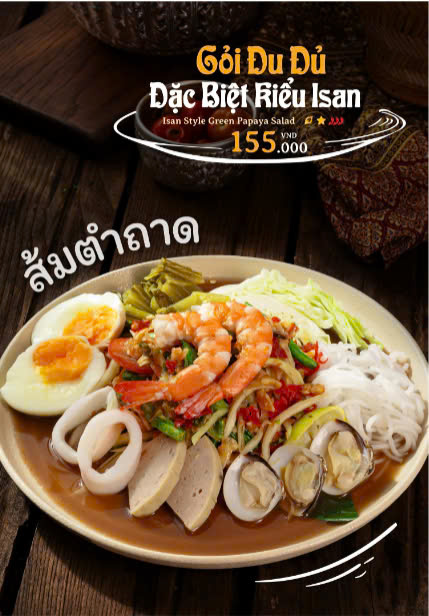 Gỏi Đu Đủ
Đặc Biệt Kiểu Isan
Isan Style Green Papaya Salad
155.000 VND
ส้มตำถาด